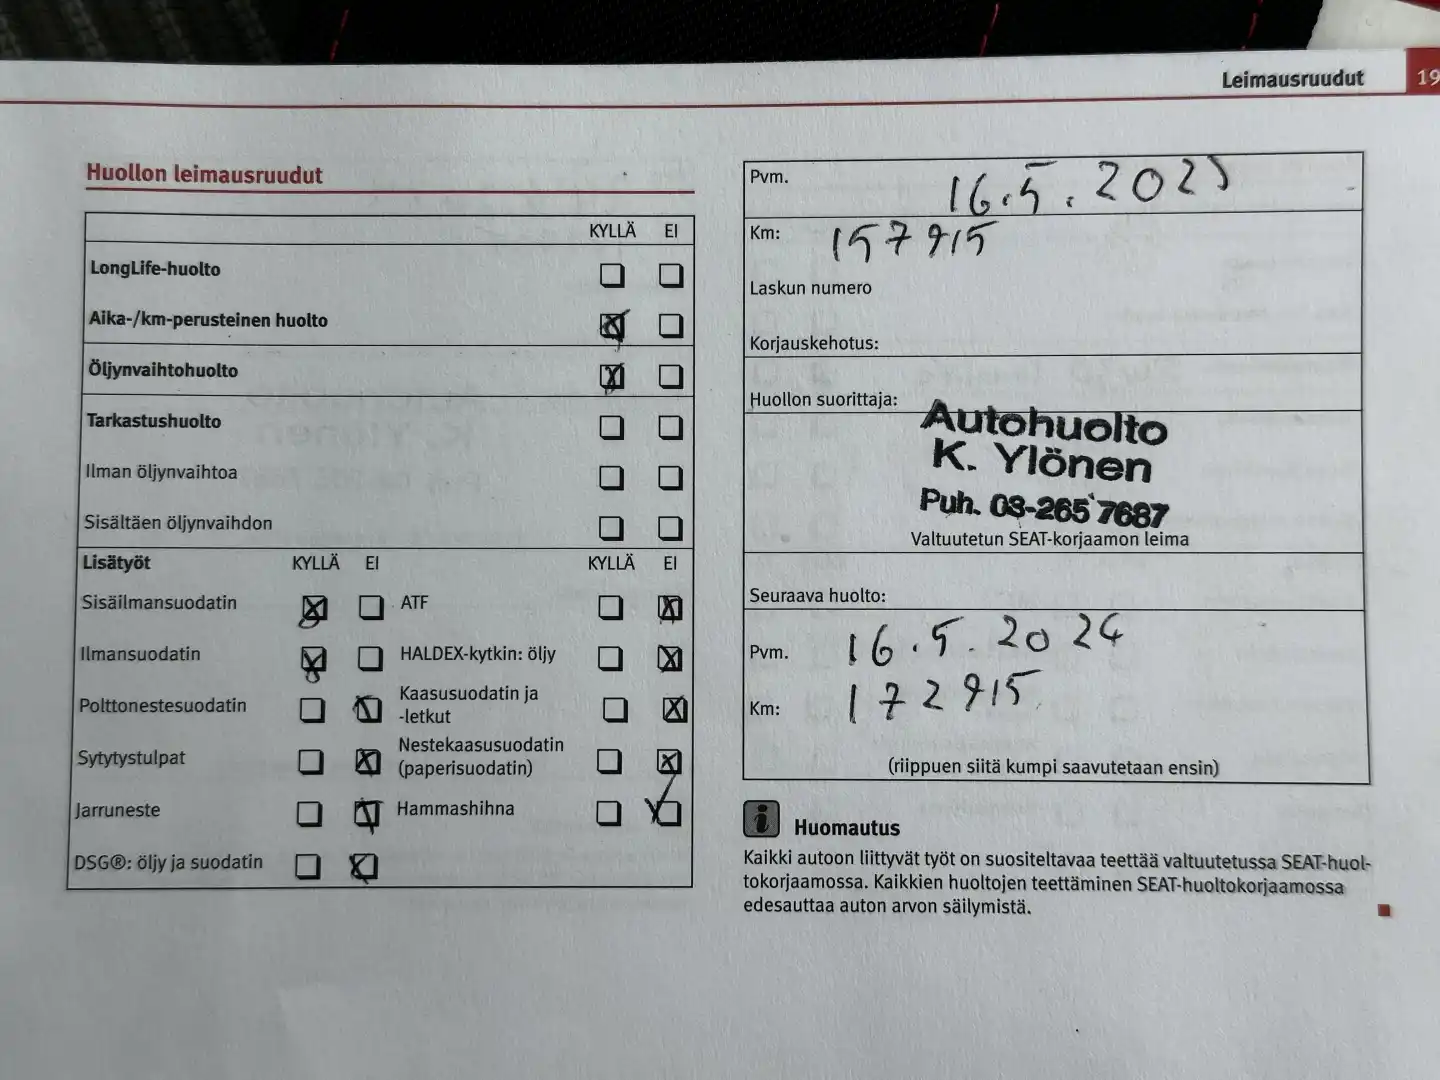 Leimausruudut 19
Huollon leimausruudut
KYLLÄ EI
LongLife-huolto
Aika-/km-perusteinen huolto
Öljynvaihtohuolto
Tarkastushuolto
Ilman öljynvaihtoa
Sisältäen öljynvaihdon
Lisätyöt KYLLÄ EI KYLLÄ EI
Sisäilmansuodatin ATF
Ilmansuodatin HALDEX-kytkin: öljy
Polttonestesuodatin Kaasusuodatin ja
-letkut
Sytytystulpat Nestekaasusuodatin
(paperisuodatin)
Jarruneste Hammashihna
DSG®: öljy ja suodatin
Pvm. 16.5.2023
Km: 157915
Laskun numero
Korjauskehotus:
Huollon suorittaja:
Autohuolto
K. Ylönen
Puh. 03-265 7687
Valtuutetun SEAT-korjaamon leima
Seuraava huolto:
Pvm. 16.5.2024
Km: 172915
(riippuen siitä kumpi saavutetaan ensin)
i Huomautus
Kaikki autoon liittyvät työt on suositeltavaa teettää valtuutetussa SEAT-huol-
tokorjaamossa. Kaikkien huoltojen teettäminen SEAT-huoltokorjaamossa
edesauttaa auton arvon säilymistä.